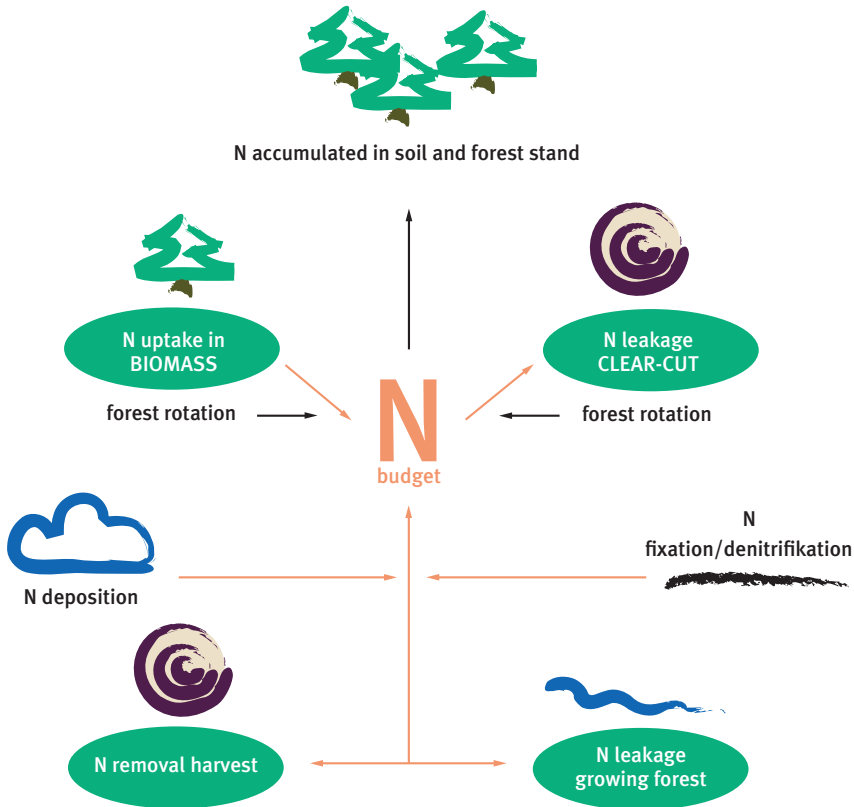 N accumulated in soil and forest stand
N uptake in
BIOMASS
N leakage
CLEAR-CUT
forest rotation
N
budget
forest rotation
N deposition
N
fixation/denitrifikation
N removal harvest
N leakage
growing forest